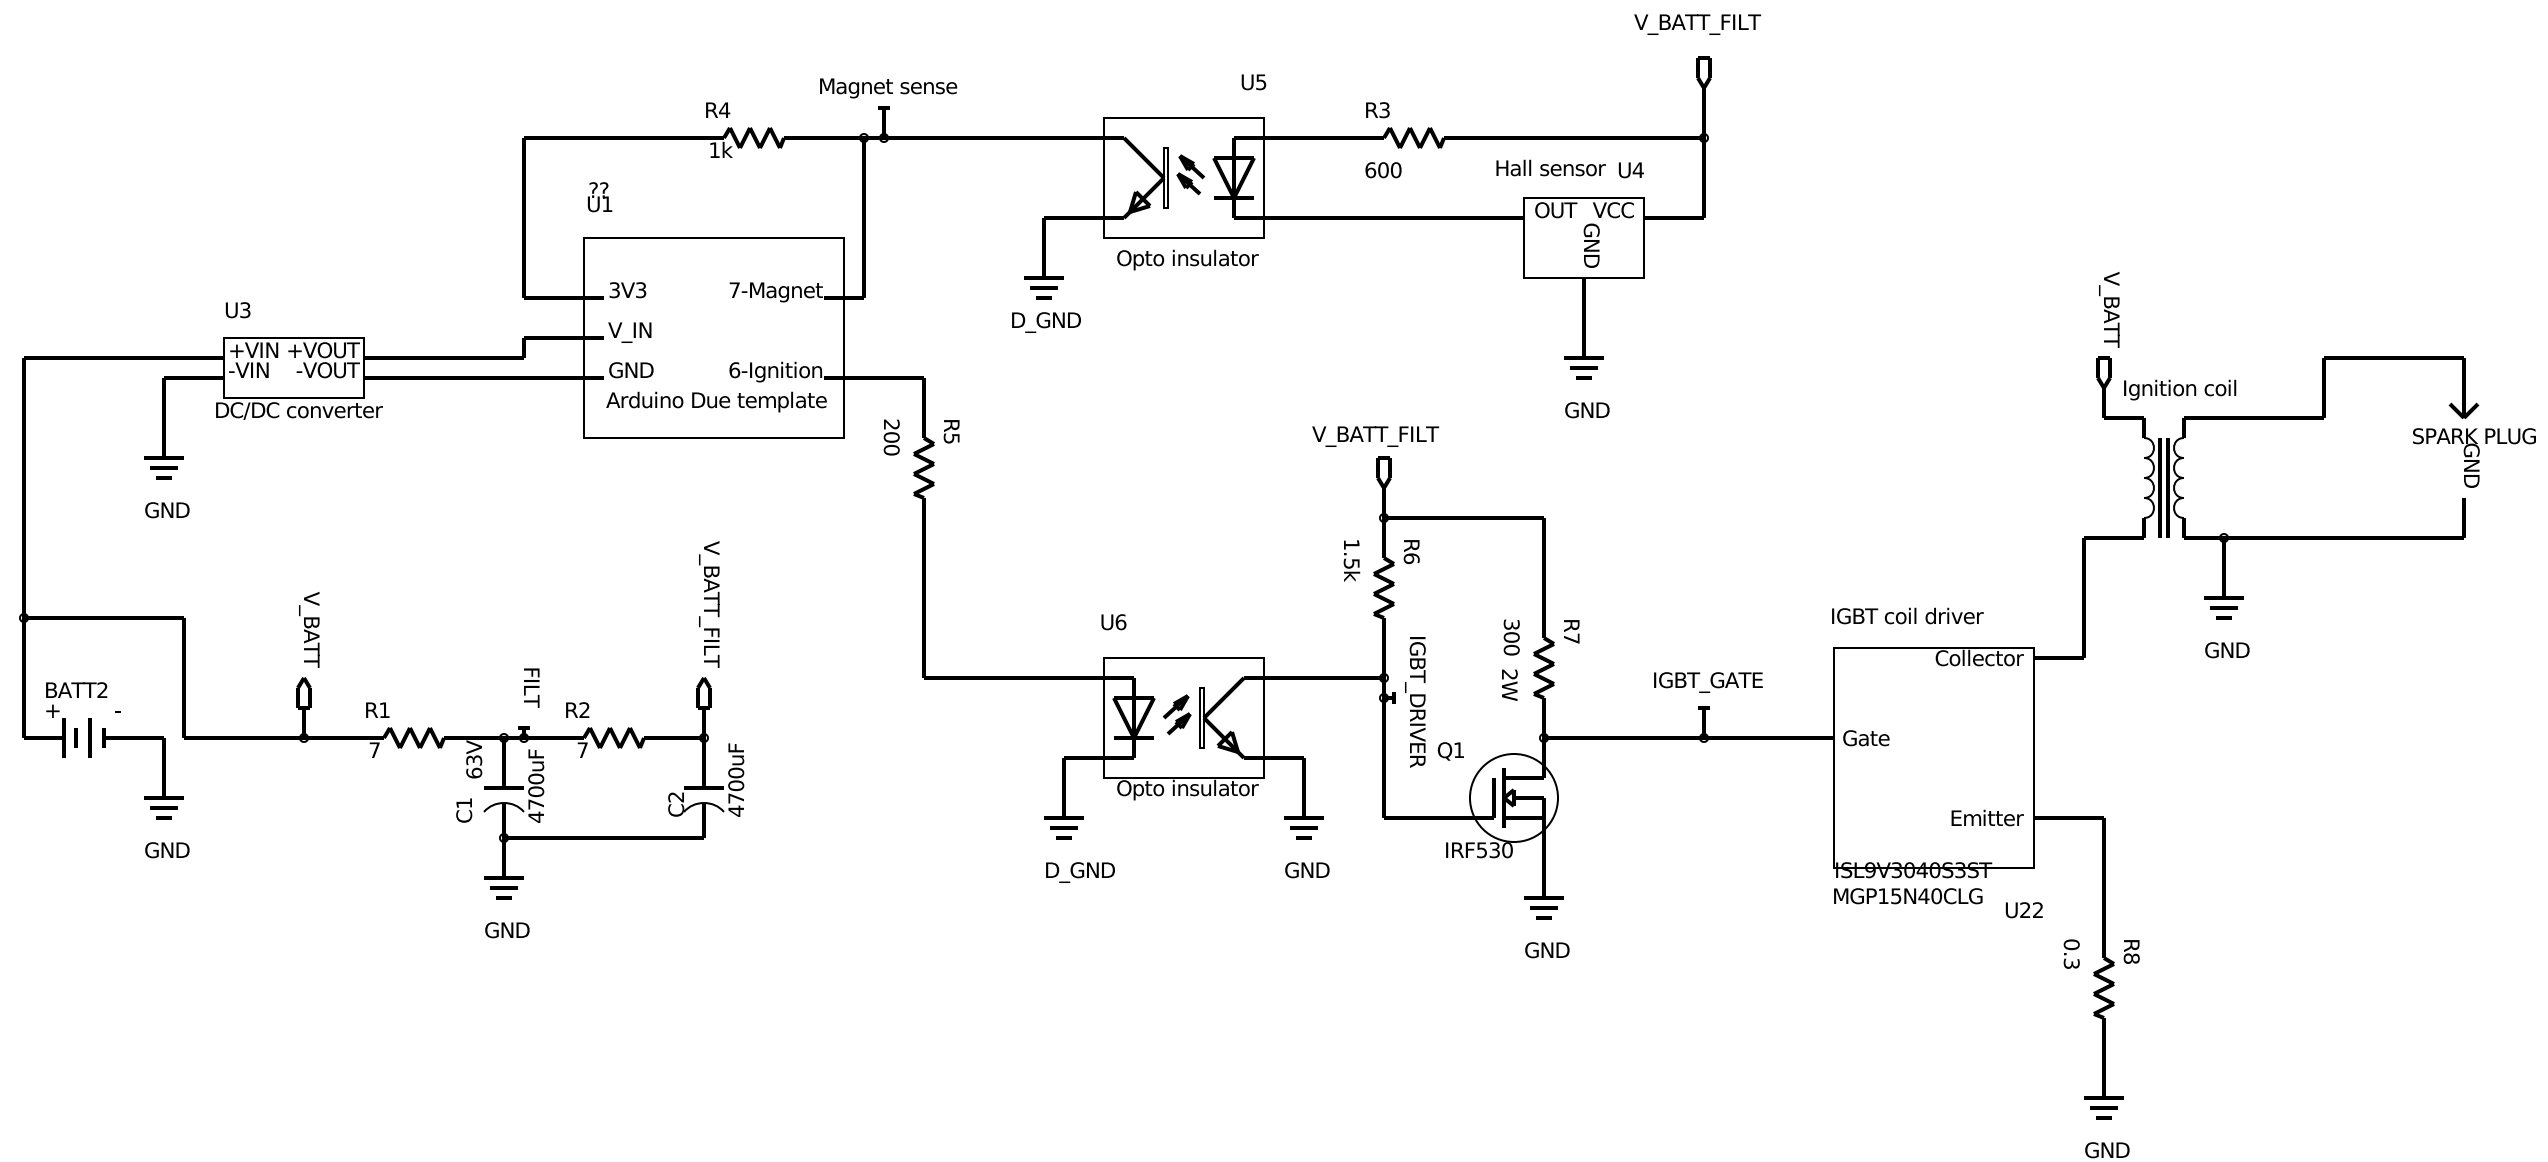 V_BATT_FILT
Magnet sense
U5
R4
1k
R3
600
Hall sensor
U4
OUT
VCC
GND
??
U1
3V3
7-Magnet
V_IN
GND
6-Ignition
Arduino Due template
Opto insulator
D_GND
GND
U3
+VIN
+VOUT
-VIN
-VOUT
DC/DC converter
GND
R5
200
V_BATT_FILT
V_BATT
Ignition coil
SPARK PLUG
GND
GND
R6
1.5k
R7
300 2W
IGBT_DRIVER
U6
Opto insulator
D_GND
GND
Q1
IRF530
GND
IGBT_GATE
IGBT coil driver
Collector
Gate
Emitter
ISL9V3040S3ST
MGP15N40CLG
U22
R8
0.3
GND
BATT2
+
-
GND
V_BATT
R1
7
FILT
R2
7
V_BATT_FILT
63V
C1
4700uF
C2
4700uF
GND